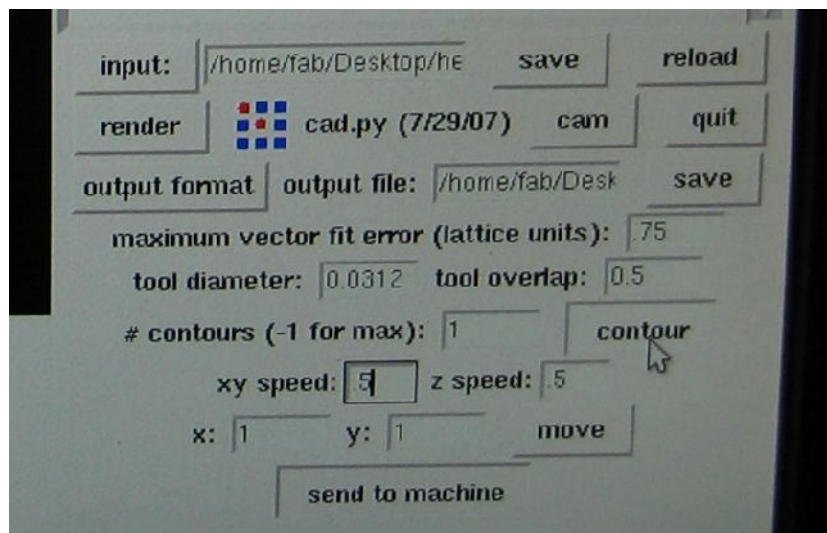 input: /home/fab/Desktop/he save reload
render cad.py (7/29/07) cam quit
output format output file: /home/fab/Desk save
maximum vector fit error (lattice units): .75
tool diameter: 0.0312 tool overlap: 0.5
# contours (-1 for max): 1 contour
xy speed: .5 z speed: .5
x: 1 y: 1 move
send to machine